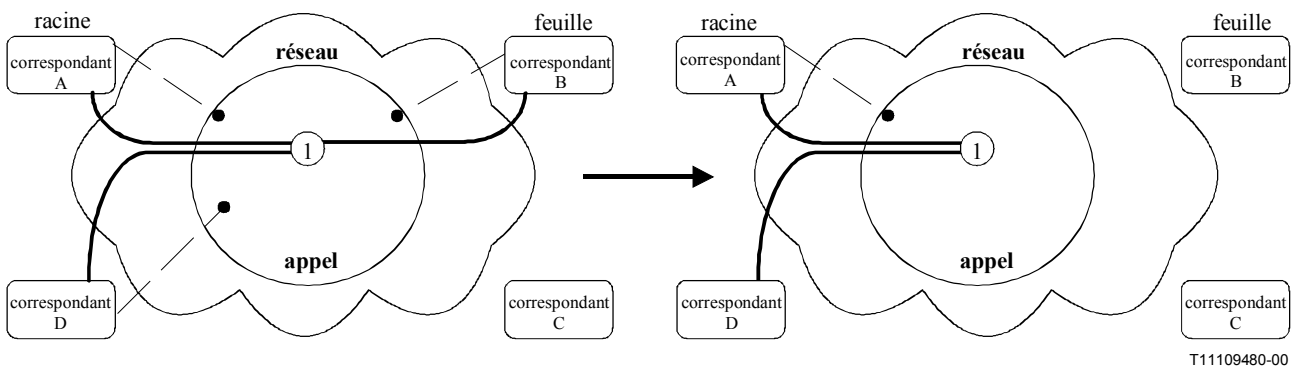 racine
feuille
réseau
correspondant
A
correspondant
B
1
appel
correspondant
D
correspondant
C
racine
feuille
réseau
correspondant
A
correspondant
B
1
appel
correspondant
D
correspondant
C
T11109480-00